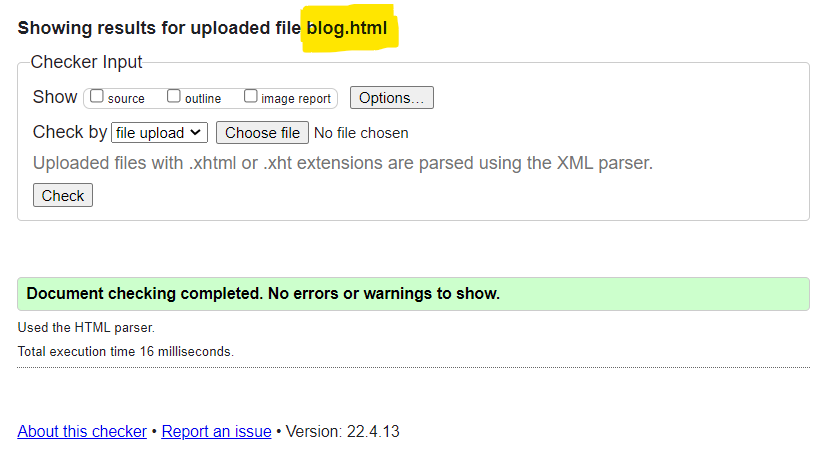 Showing results for uploaded file blog.html
Checker Input
Show source outline image report Options...
Check by file upload Choose file No file chosen
Uploaded files with .xhtml or .xht extensions are parsed using the XML parser.
Check
Document checking completed. No errors or warnings to show.
Used the HTML parser.
Total execution time 16 milliseconds.
About this checker • Report an issue • Version: 22.4.13